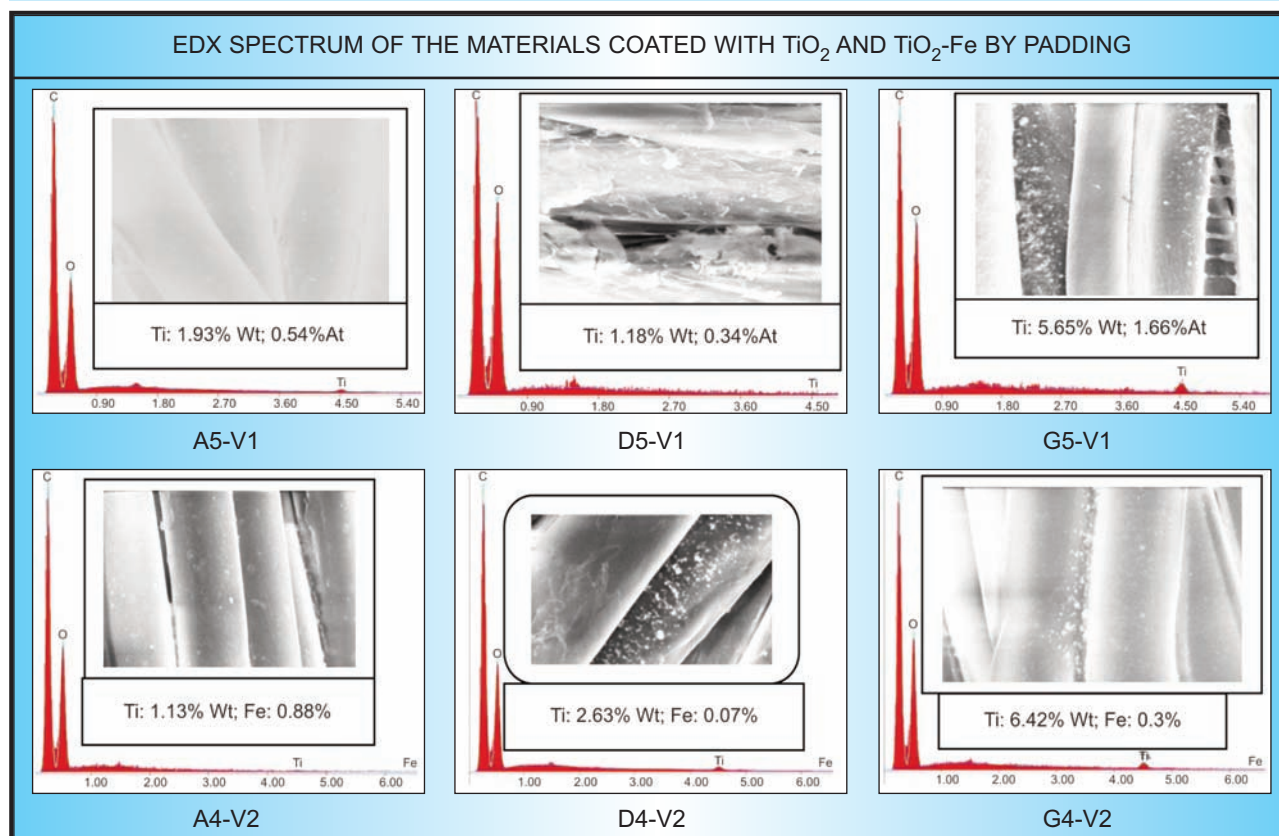 EDX SPECTRUM OF THE MATERIALS COATED WITH TiO2 AND TiO2-Fe BY PADDING
C
O
Ti: 1.93% Wt; 0.54%At
Ti
0.90 1.80 2.70 3.60 4.50 5.40
A5-V1
C
O
Ti: 1.18% Wt; 0.34%At
Ti
0.90 1.80 2.70 3.60 4.50
D5-V1
C
O
Ti: 5.65% Wt; 1.66%At
Ti
0.90 1.80 2.70 3.60 4.50 5.40
G5-V1
C
O
Ti: 1.13% Wt; Fe: 0.88%
Ti Fe
1.00 2.00 3.00 4.00 5.00 6.00
A4-V2
C
O
Ti: 2.63% Wt; Fe: 0.07%
Ti Fe
1.00 2.00 3.00 4.00 5.00 6.00
D4-V2
C
O
Ti: 6.42% Wt; Fe: 0.3%
Ti Fe
1.00 2.00 3.00 4.00 5.00 6.00
G4-V2